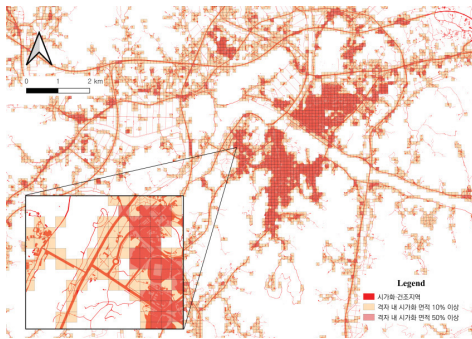 0 1 2 km
Legend
시가화·건조지역
격자 내 시가화 면적 10% 이상
격자 내 시가화 면적 50% 이상